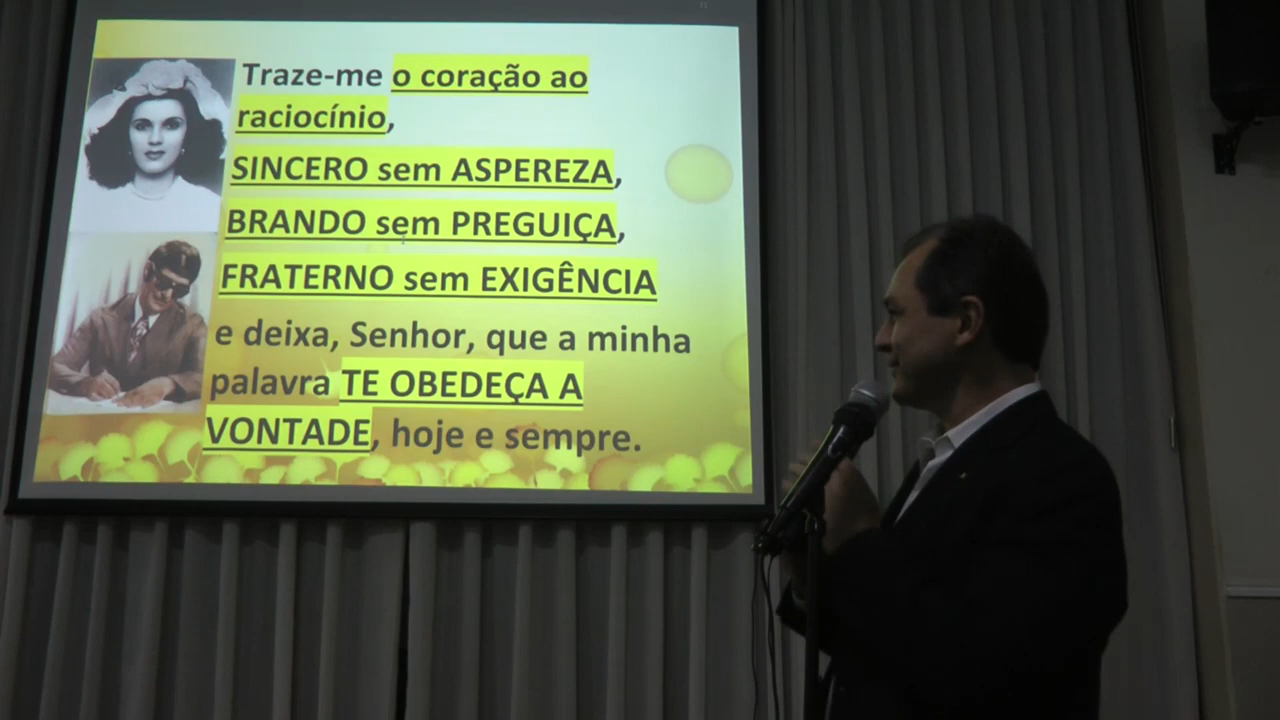 Traze-me o coração ao
raciocínio,
SINCERO sem ASPEREZA,
BRANDO sem PREGUIÇA,
FRATERNO sem EXIGÊNCIA
e deixa, Senhor, que a minha
palavra TE OBEDEÇA A
VONTADE, hoje e sempre.